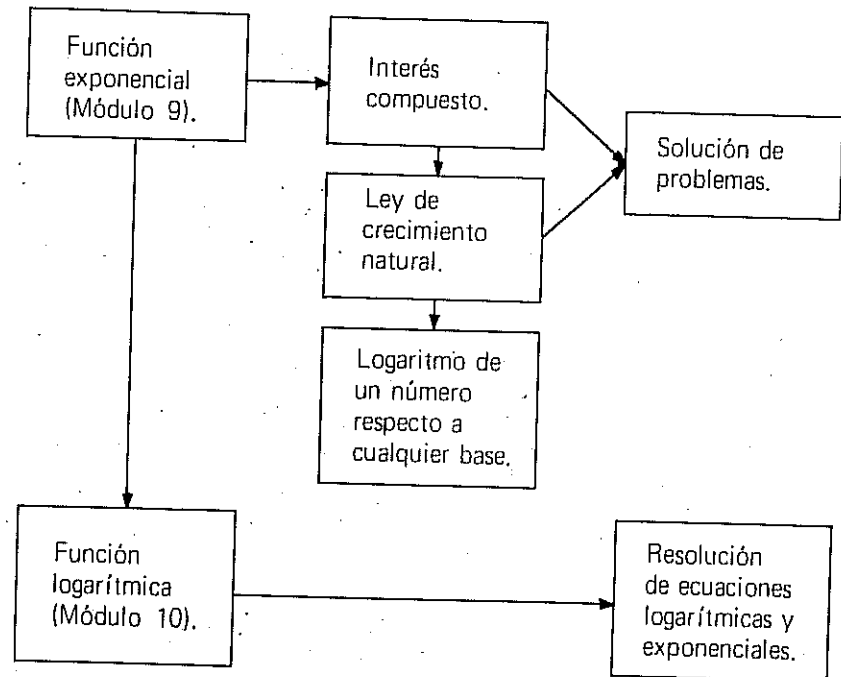 Función
exponencial
(Módulo 9).
Interés
compuesto.
Solución de
problemas.
Ley de
crecimiento
natural.
Logaritmo de
un número
respecto a
cualquier base.
Función
logarítmica
(Módulo 10).
Resolución
de ecuaciones
logarítmicas y
exponenciales.